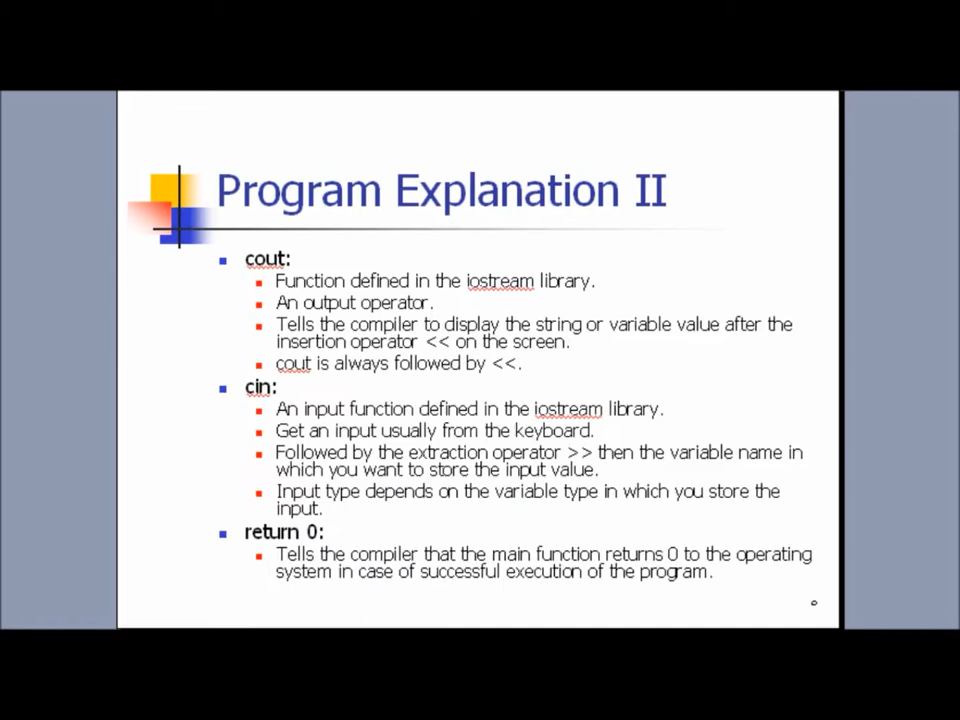 Program Explanation II
cout:
Function defined in the iostream library.
An output operator.
Tells the compiler to display the string or variable value after the
insertion operator << on the screen.
cout is always followed by <<.
cin:
An input function defined in the iostream library.
Get an input usually from the keyboard.
Followed by the extraction operator >> then the variable name in
which you want to store the input value.
Input type depends on the variable type in which you store the
input.
return 0:
Tells the compiler that the main function returns 0 to the operating
system in case of successful execution of the program.